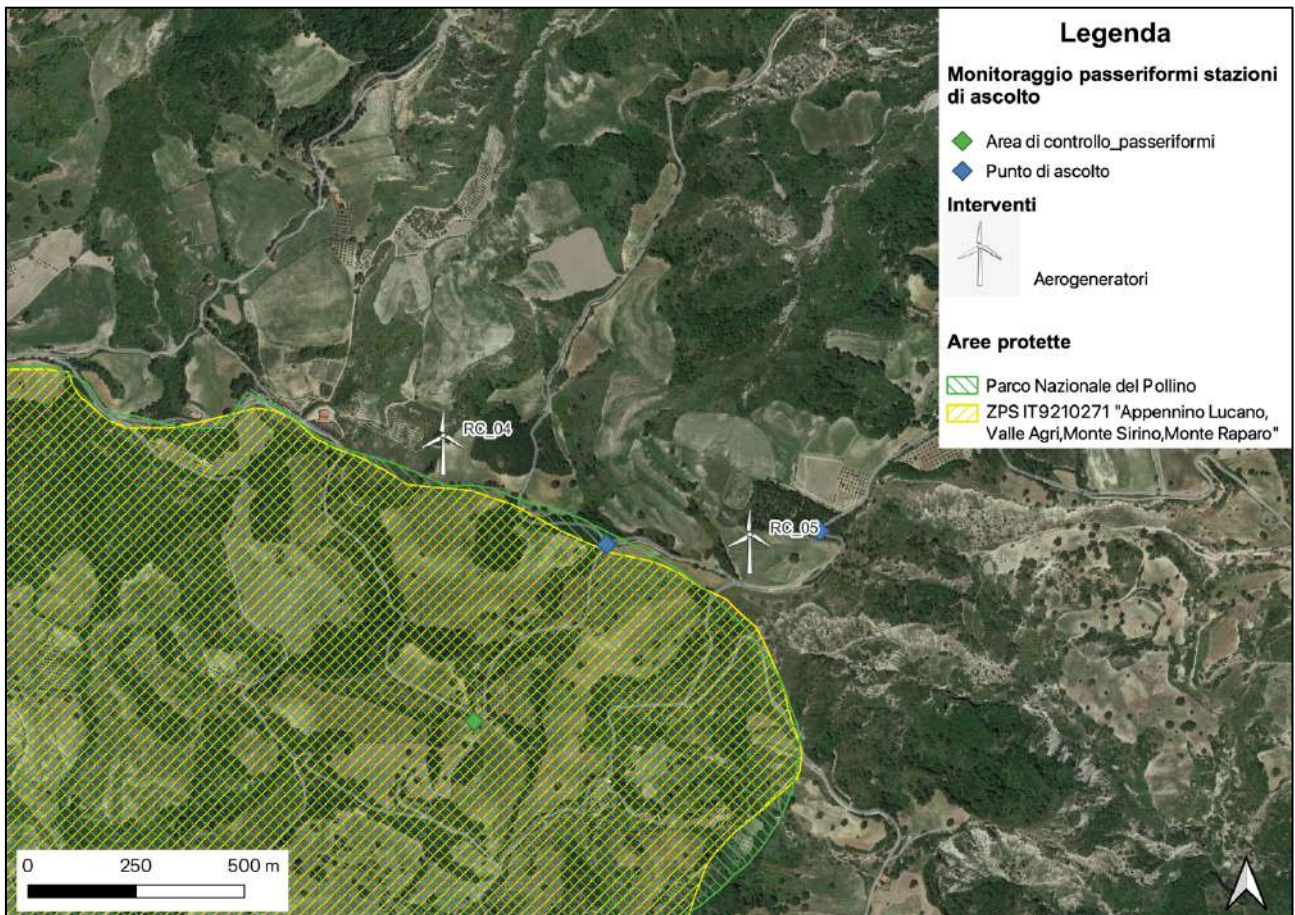 Legenda
Monitoraggio passeriformi stazioni
di ascolto
Area di controllo_passeriformi
Punto di ascolto
Interventi
Aerogeneratori
Aree protette
Parco Nazionale del Pollino
ZPS IT9210271 "Appennino Lucano,
Valle Agri,Monte Sirino,Monte Raparo"
RC_04
RC_05
0 250 500 m